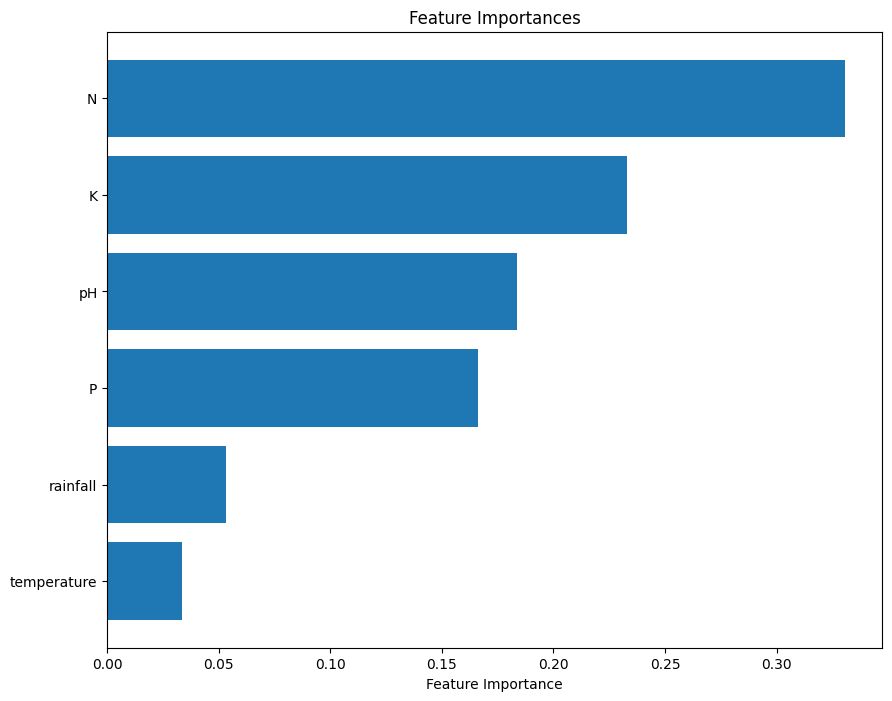 Feature Importances
N
K
pH
P
rainfall
temperature
0.00 0.05 0.10 0.15 0.20 0.25 0.30
Feature Importance